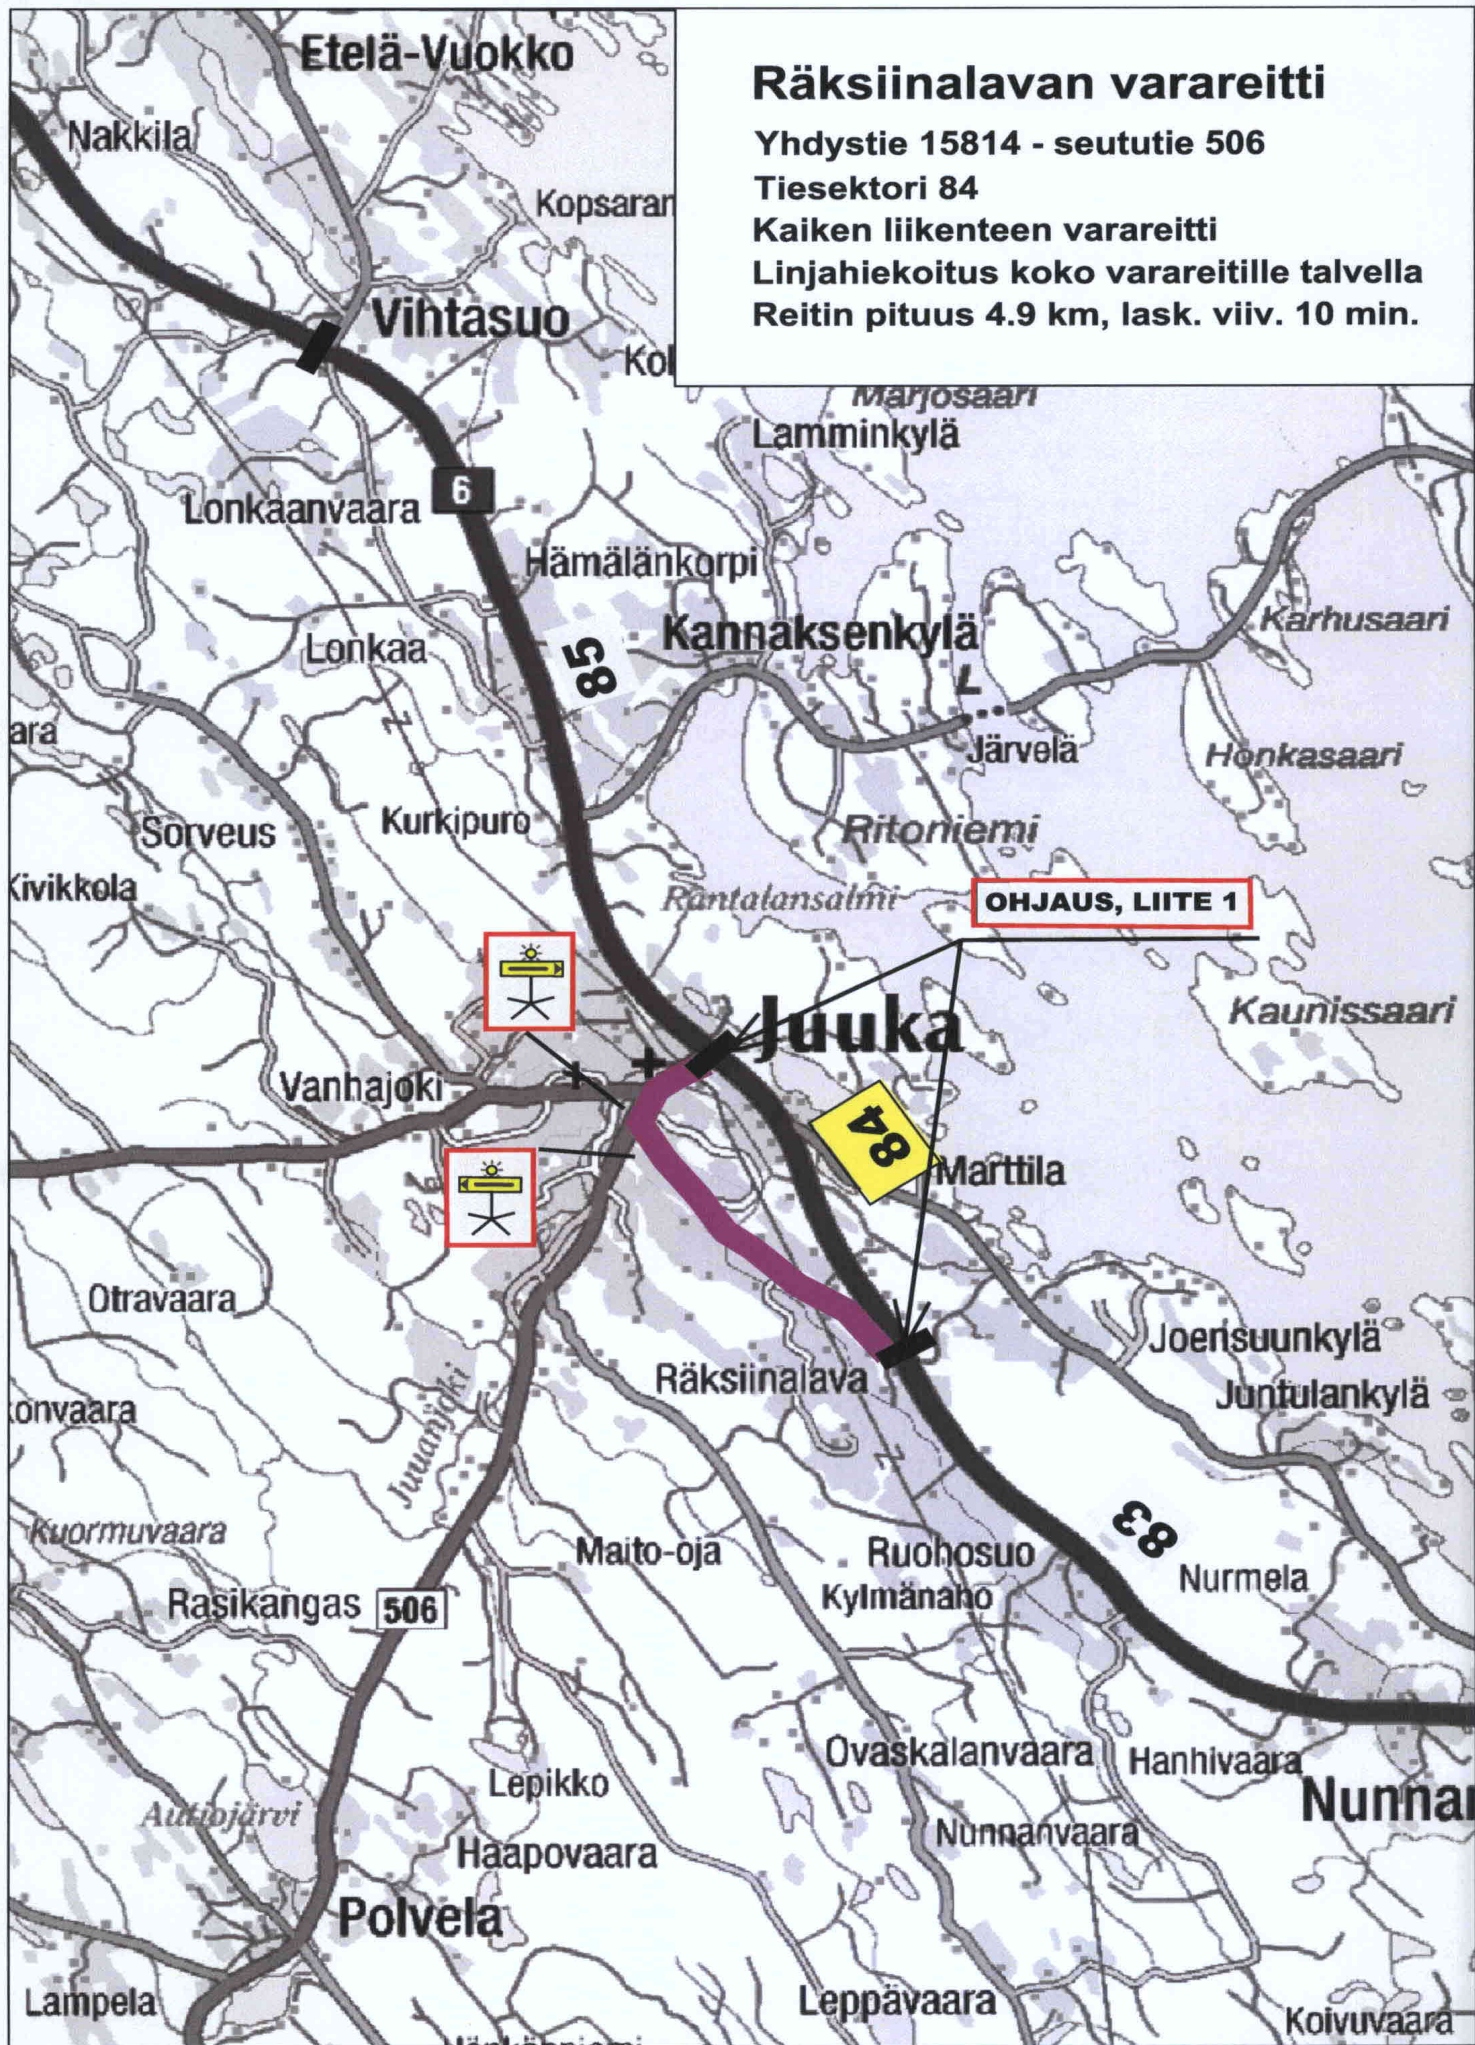 Räksiinalavan varareitti
Yhdystie 15814 - seututie 506
Tiesektori 84
Kaiken liikenteen varareitti
Linjahiekoitus koko varareitille talvella
Reitin pituus 4.9 km, lask. viiv. 10 min.
Etelä-Vuokko
Nakkila
Kopsaran
Vihtasuo
Kol
Marjosaari
Lamminkylä
6
Lonkaanvaara
Hämälänkorpi
Karhusaari
Kannaksenkylä
Lonkaa
85
L
ara
Järvelä
Honkasaari
Kurkipuro
Sorveus
Ritoniemi
Kivikkola
Rantalansalmi
OHJAUS, LIITE 1
Kaunissaari
Juuka
Vanhajoki
84
Marttila
Otravaara
Joensuunkylä
Räksiinalava
Juntulankylä
onvaara
Juuanjoki
Kuormuvaara
83
Maito-oja
Ruohosuo
Nurmela
Kylmänaho
Rasikangas
506
Ovaskalanvaara
Hanhivaara
Lepikko
Nunnan
Autiojärvi
Nunnanvaara
Haapovaara
Polvela
Lampela
Leppävaara
Koivuvaara